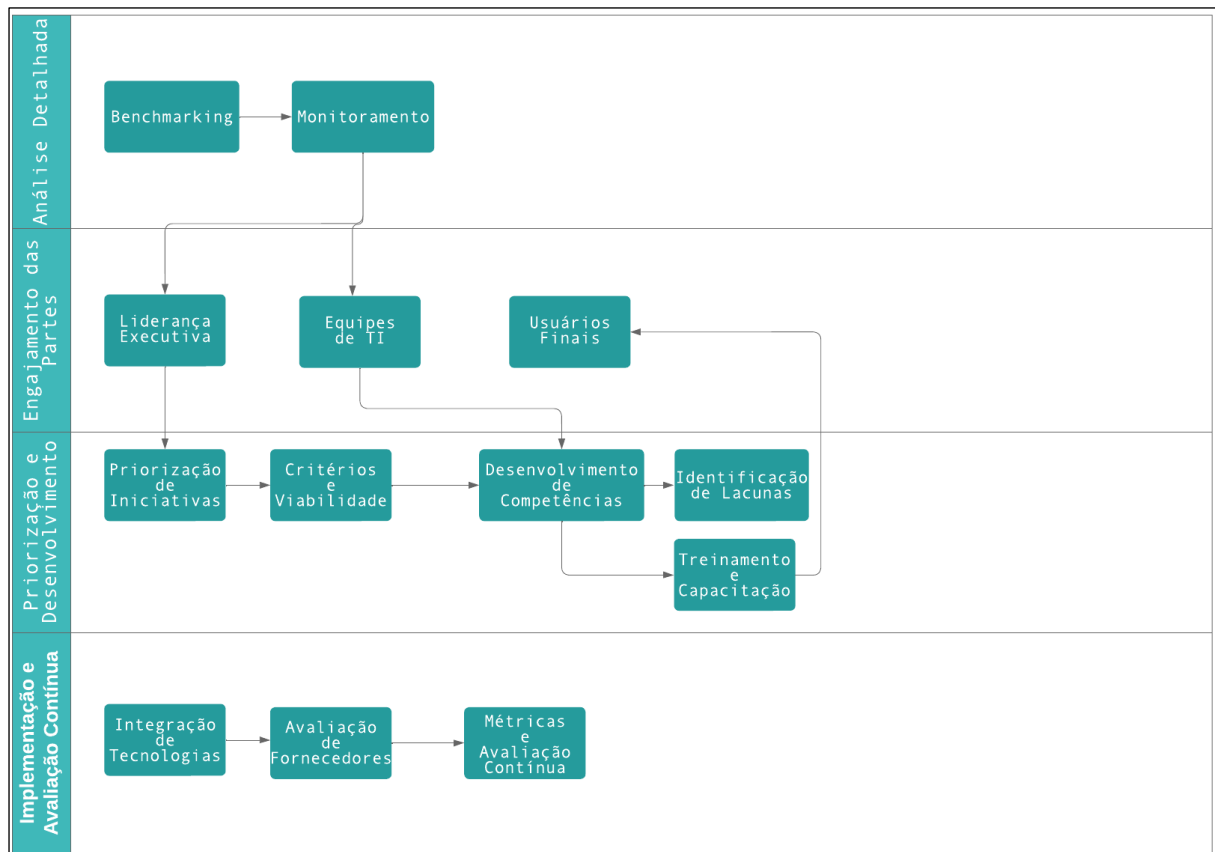 Análise Detalhada
Benchmarking
Monitoramento
Engajamento das
Partes
Liderança
Executiva
Equipes
de TI
Usuários
Finais
Priorização e
Desenvolvimento
Priorização
de
Iniciativas
Critérios
e
Viabilidade
Desenvolvimento
de
Competências
Identificação
de Lacunas
Treinamento
e
Capacitação
Implementação e
Avaliação Contínua
Integração
de
Tecnologias
Avaliação
de
Fornecedores
Métricas
e
Avaliação
Contínua